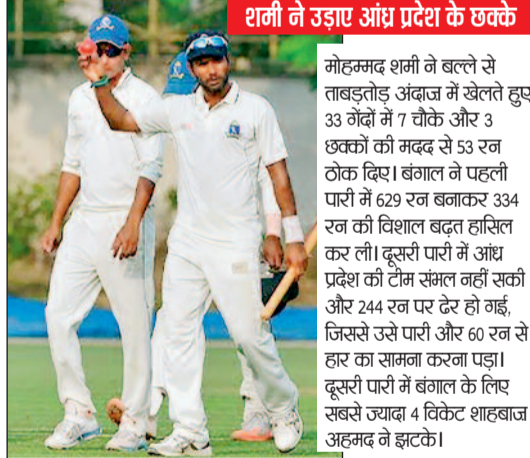 शमी ने उड़ाए आंध्र प्रदेश के छक्के
मोहम्मद शमी ने बल्ले से
ताबड़तोड़ अंदाज में खेलते हुए
33 गेंदों में 7 चौके और 3
छक्कों की मदद से 53 रन
ठोक दिए। बंगाल ने पहली
पारी में 629 रन बनाकर 334
रन की विशाल बढ़त हासिल
कर ली। दूसरी पारी में आंध्र
प्रदेश की टीम संभल नहीं सकी
और 244 रन पर ढेर हो गई,
जिससे उसे पारी और 60 रन से
हार का सामना करना पड़ा।
दूसरी पारी में बंगाल के लिए
सबसे ज्यादा 4 विकेट शाहबाज
अहमद ने झटके।